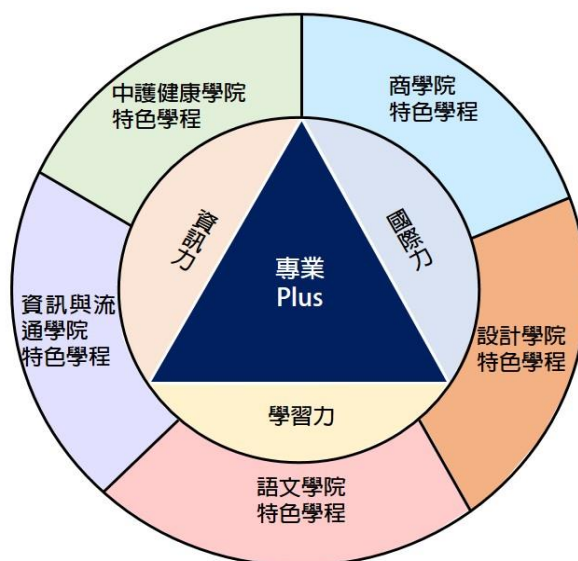 中護健康學院
特色學程
商學院
特色學程
資訊力
國際力
專業
Plus
資訊與流
通學院
特色學程
設計學院
特色學程
學習力
語文學院
特色學程